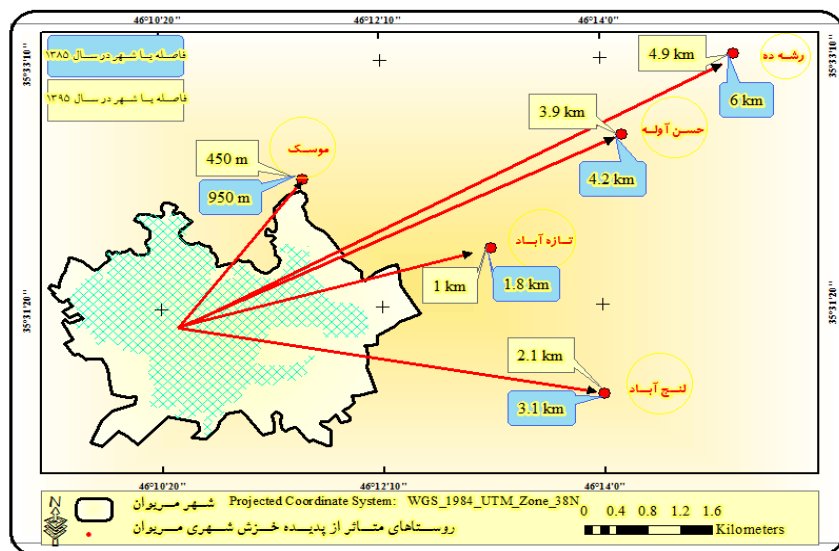 46°10'20"
46°12'10"
46°14'0"
35°33'10"
35°33'10"
فاصله با شهر در سال ۱۳۸۵
فاصله با شهر در سال ۱۳۹۵
4.9 km
رشه ده
6 km
3.9 km
حسن آوله
4.2 km
450 m
موسک
950 m
تازه آباد
1 km
1.8 km
35°31'20"
35°31'20"
2.1 km
لنج آباد
3.1 km
46°10'20"
46°12'10"
46°14'0"
N
شهر مریوان
Projected Coordinate System: WGS_1984_UTM_Zone_38N
روستاهای متاثر از پدیده خزش شهری مریوان
0 0.4 0.8 1.2 1.6
Kilometers